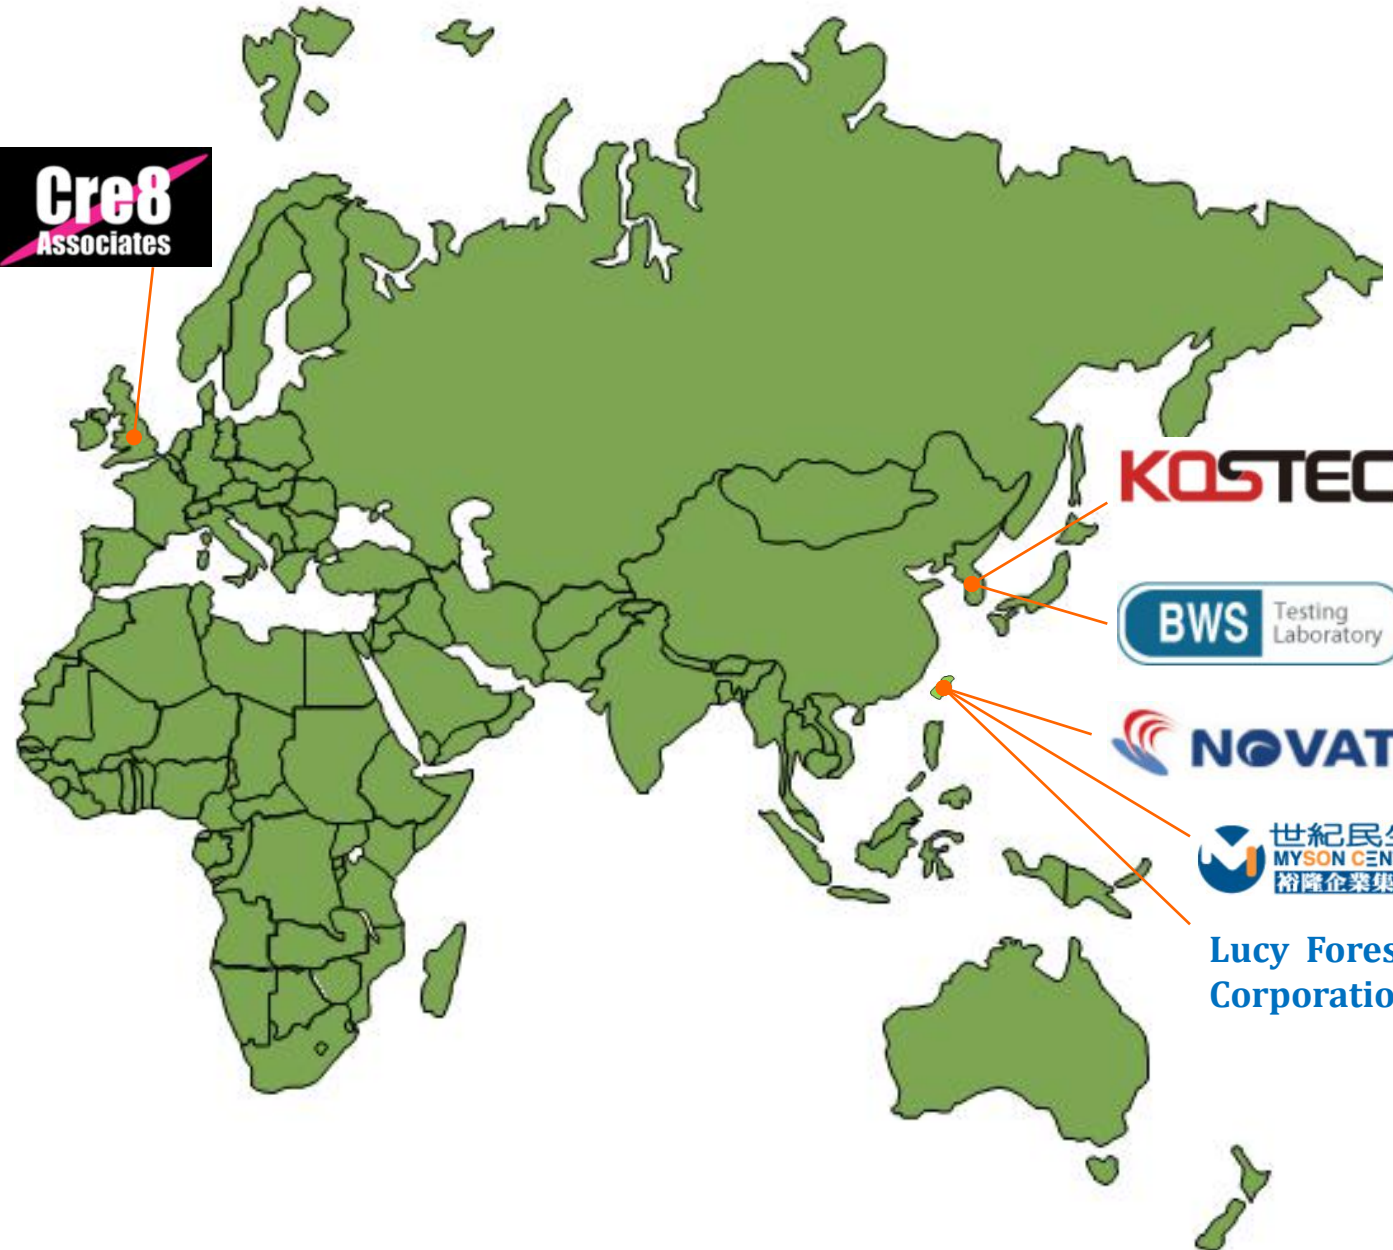 Cre8
Associates
KOSTEC
BWS Testing
Laboratory
NOVAT
世紀民
MYSON CEN
裕隆企業集
Lucy Fores
Corporatio